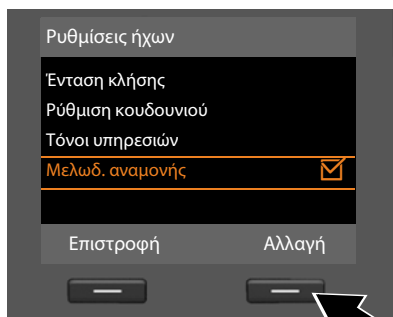 Ρυθμίσεις ήχων
Ένταση κλήσης
Ρύθμιση κουδουνιού
Τόνοι υπηρεσιών
Μελωδ. αναμονής
Επιστροφή Αλλαγή